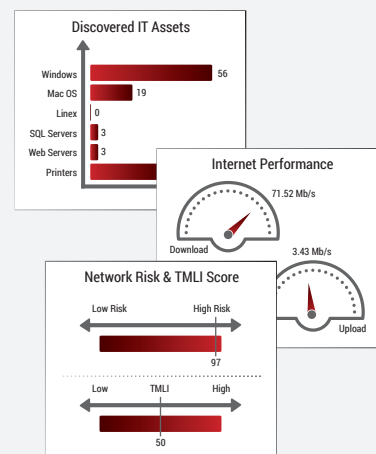 Discovered IT Assets
Windows 56
Mac OS 19
Linex 0
SQL Servers 3
Web Servers 3
Printers
Internet Performance
71.52 Mb/s
Download
3.43 Mb/s
Upload
Network Risk & TMLI Score
Low Risk High Risk
97
Low TMLI High
50